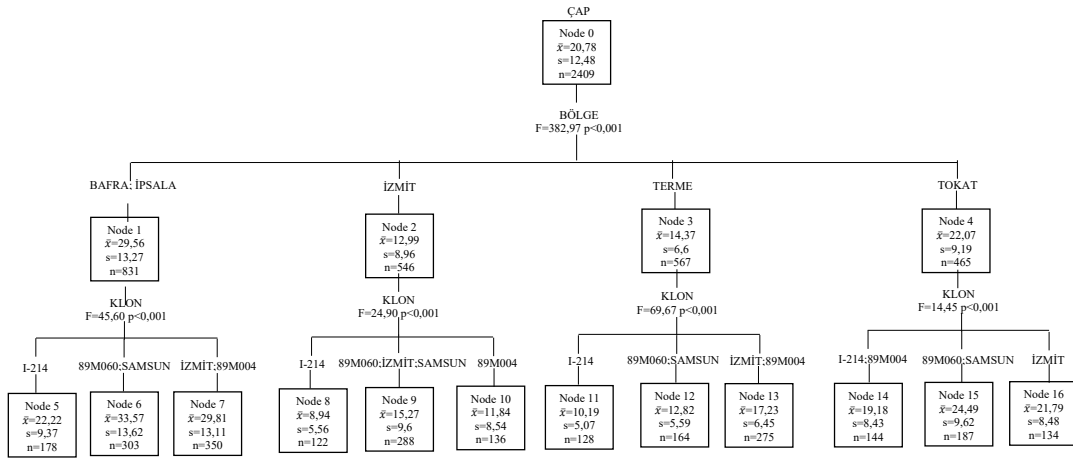 ÇAP
Node 0
x̄=20,78
s=12,48
n=2409
BÖLGE
F=382,97 p<0,001
BAFRA; İPSALA
İZMİT
TERME
TOKAT
Node 1
x̄=29,56
s=13,27
n=831
Node 2
x̄=12,99
s=8,96
n=546
Node 3
x̄=14,37
s=6,6
n=567
Node 4
x̄=22,07
s=9,19
n=465
KLON
F=45,60 p<0,001
KLON
F=24,90 p<0,001
KLON
F=69,67 p<0,001
KLON
F=14,45 p<0,001
I-214
89M060;SAMSUN
İZMİT;89M004
I-214
89M060;İZMİT;SAMSUN
89M004
I-214
89M060;SAMSUN
İZMİT;89M004
I-214;89M004
89M060;SAMSUN
İZMİT
Node 5
x̄=22,22
s=9,37
n=178
Node 6
x̄=33,57
s=13,62
n=303
Node 7
x̄=29,81
s=13,11
n=350
Node 8
x̄=8,94
s=5,56
n=122
Node 9
x̄=15,27
s=9,6
n=288
Node 10
x̄=11,84
s=8,54
n=136
Node 11
x̄=10,19
s=5,07
n=128
Node 12
x̄=12,82
s=5,59
n=164
Node 13
x̄=17,23
s=6,45
n=275
Node 14
x̄=19,18
s=8,43
n=144
Node 15
x̄=24,49
s=9,62
n=187
Node 16
x̄=21,79
s=8,48
n=134